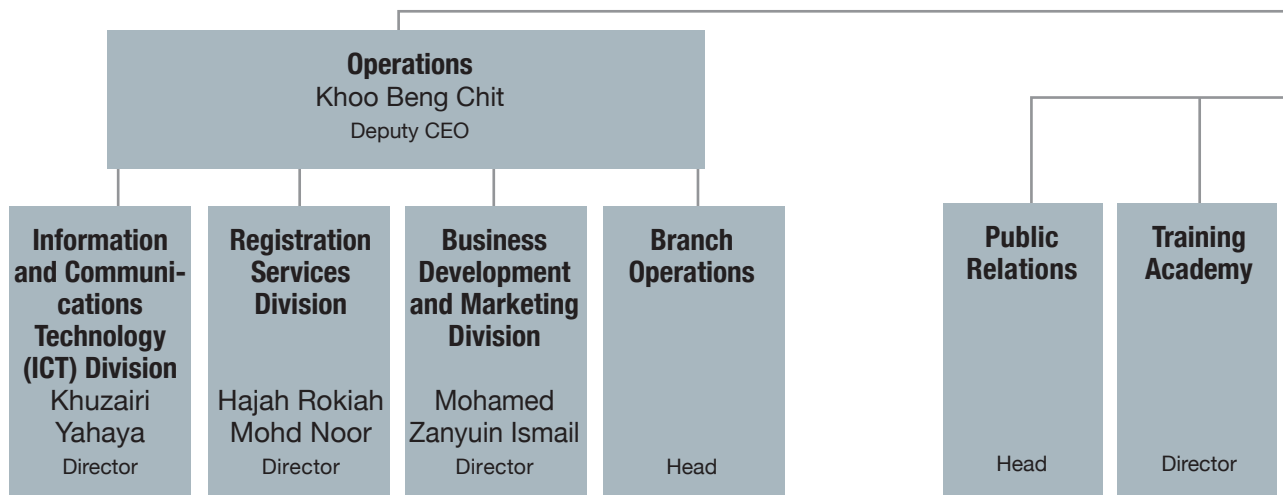 Operations
Khoo Beng Chit
Deputy CEO
Information
and Communi-
cations
Technology
(ICT) Division
Khuzairi
Yahaya
Director
Registration
Services
Division
Hajah Rokiah
Mohd Noor
Director
Business
Development
and Marketing
Division
Mohamed
Zanyuin Ismail
Director
Branch
Operations
Head
Public
Relations
Head
Training
Academy
Director